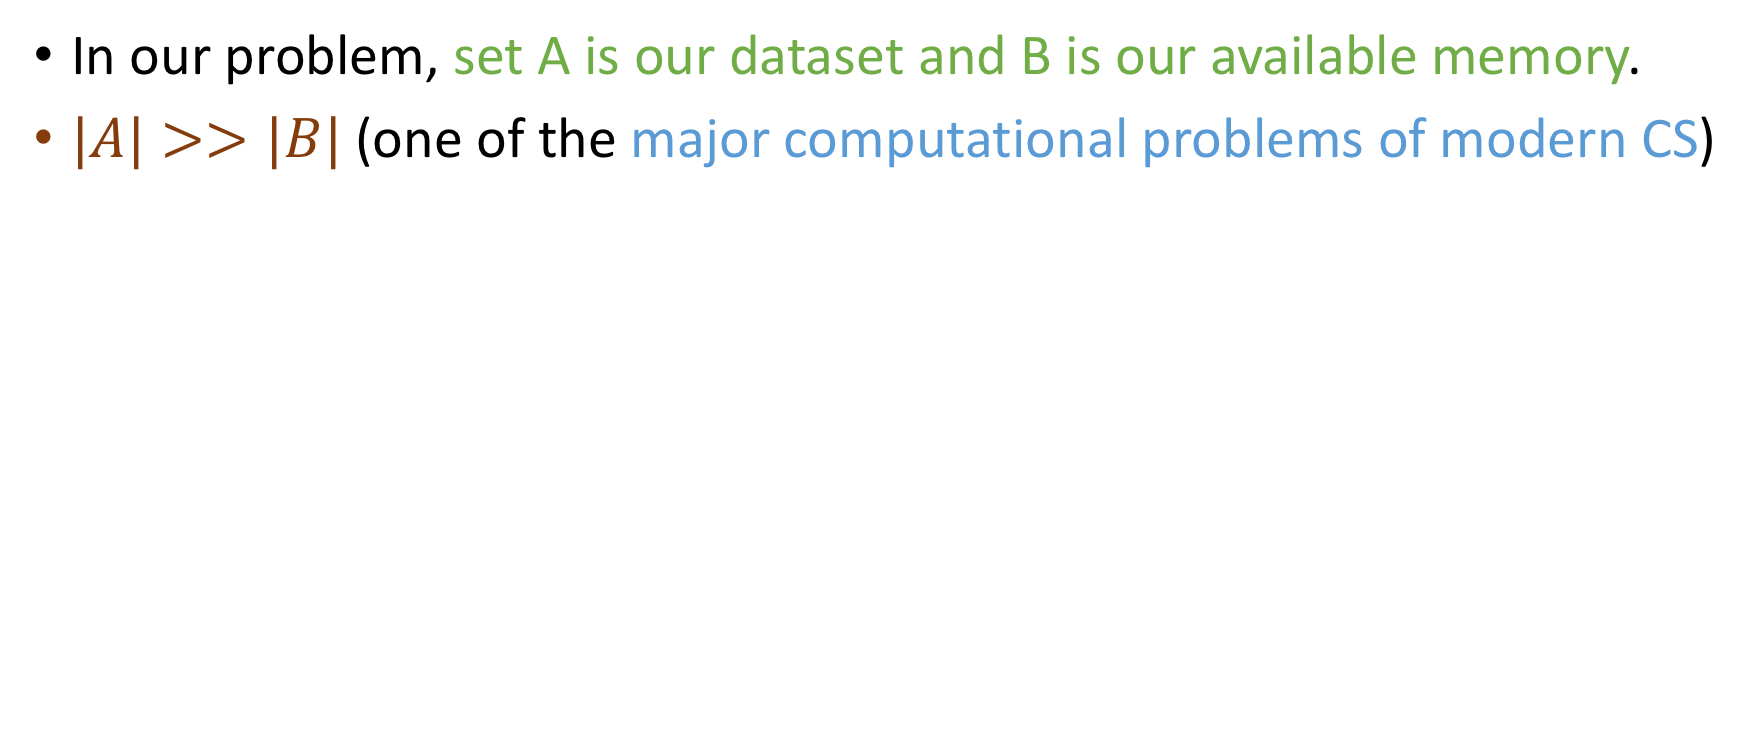 • In our problem, set A is our dataset and B is our available memory.
• |A| >> |B| (one of the major computational problems of modern CS)